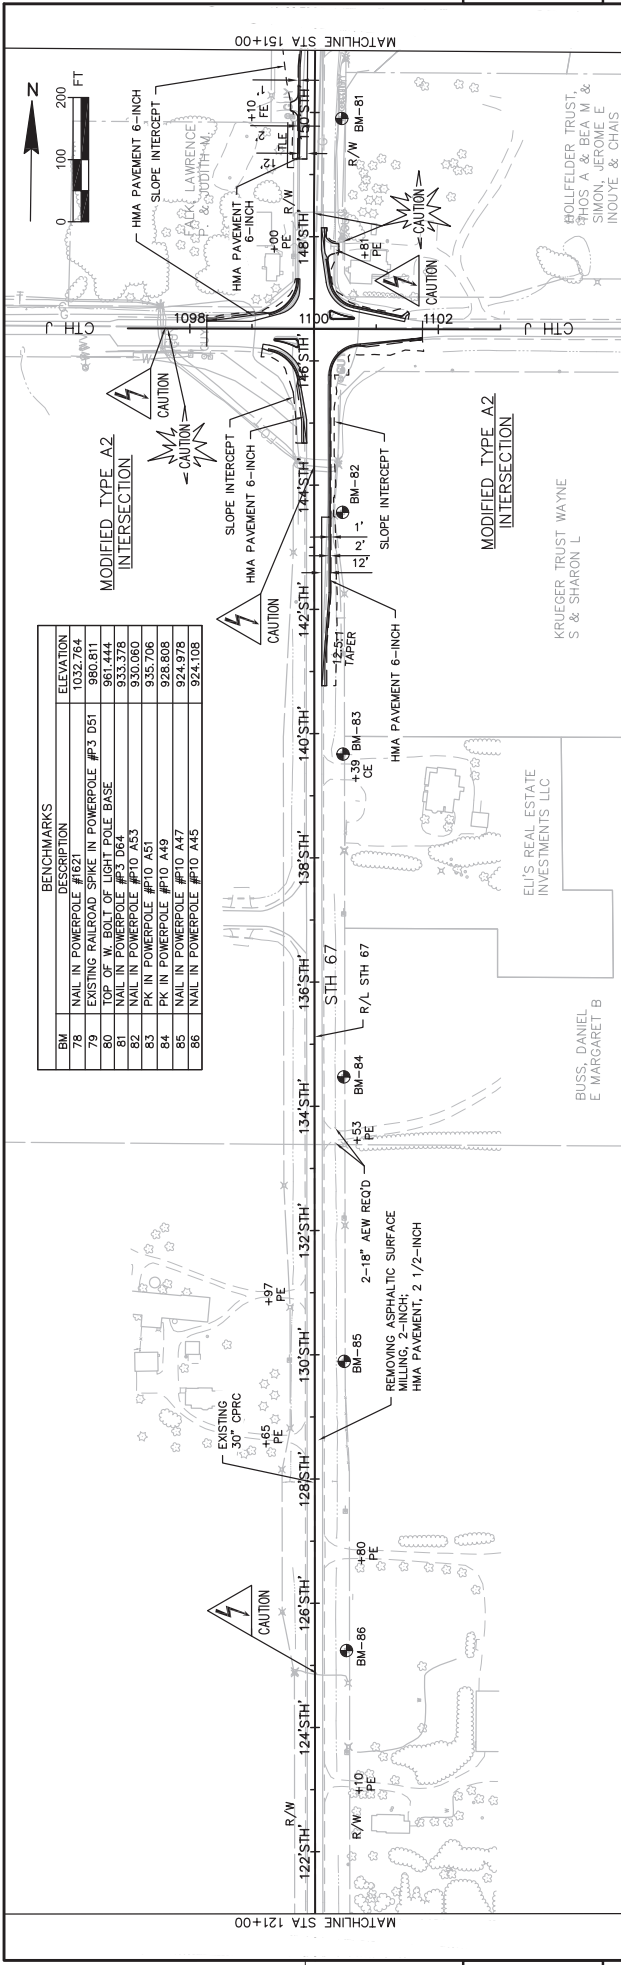 MATCHLINE STA 151+00
N
0 100 200 FT
HMA PAVEMENT 6-INCH
SLOPE INTERCEPT
FALK, LAWRENCE
P. & JUDITH M.
HMA PAVEMENT
6-INCH
+00
PE
R/W
12'
2'
1'
TLE
+10
FE
150'STH'
148'STH'
146'STH'
144'STH'
142'STH'
140'STH'
138'STH'
136'STH'
134'STH'
132'STH'
130'STH'
128'STH'
126'STH'
124'STH'
122'STH'
BM-81
R/W
+81
PE
CAUTION
CAUTION
HOLLFELDER TRUST,
THOS A & BEA M &
SIMON, JEROME E
INOUYE & CHAIS
CTH J
1098
1100
1102
CTH J
CAUTION
CAUTION
MODIFIED TYPE A2
INTERSECTION
SLOPE INTERCEPT
HMA PAVEMENT 6-INCH
CAUTION
BM-82
SLOPE INTERCEPT
1'
2'
12'
MODIFIED TYPE A2
INTERSECTION
KRUEGER TRUST WAYNE
S & SHARON L
12.5:1
TAPER
HMA PAVEMENT 6-INCH
BENCHMARKS
BM DESCRIPTION ELEVATION
78 NAIL IN POWERPOLE #1621 1032.764
79 EXISTING RAILROAD SPIKE IN POWERPOLE #P3 D51 980.811
80 TOP OF W. BOLT OF LIGHT POLE BASE 961.444
81 NAIL IN POWERPOLE #P3 D64 933.378
82 NAIL IN POWERPOLE #P10 A53 930.060
83 PK IN POWERPOLE #P10 A51 935.706
84 PK IN POWERPOLE #P10 A49 928.808
85 NAIL IN POWERPOLE #P10 A47 924.978
86 NAIL IN POWERPOLE #P10 A45 924.108
BM-83
+39
CE
ELI'S REAL ESTATE
INVESTMENTS LLC
STH 67
R/L STH 67
BUSS, DANIEL
E MARGARET B
BM-84
+53
PE
2-18" AEW REQ'D
+97
PE
REMOVING ASPHALTIC SURFACE
MILLING, 2-INCH;
HMA PAVEMENT, 2 1/2-INCH
BM-85
EXISTING
30" CPRC
+65
PE
+80
PE
CAUTION
BM-86
+10
PE
R/W
R/W
MATCHLINE STA 121+00